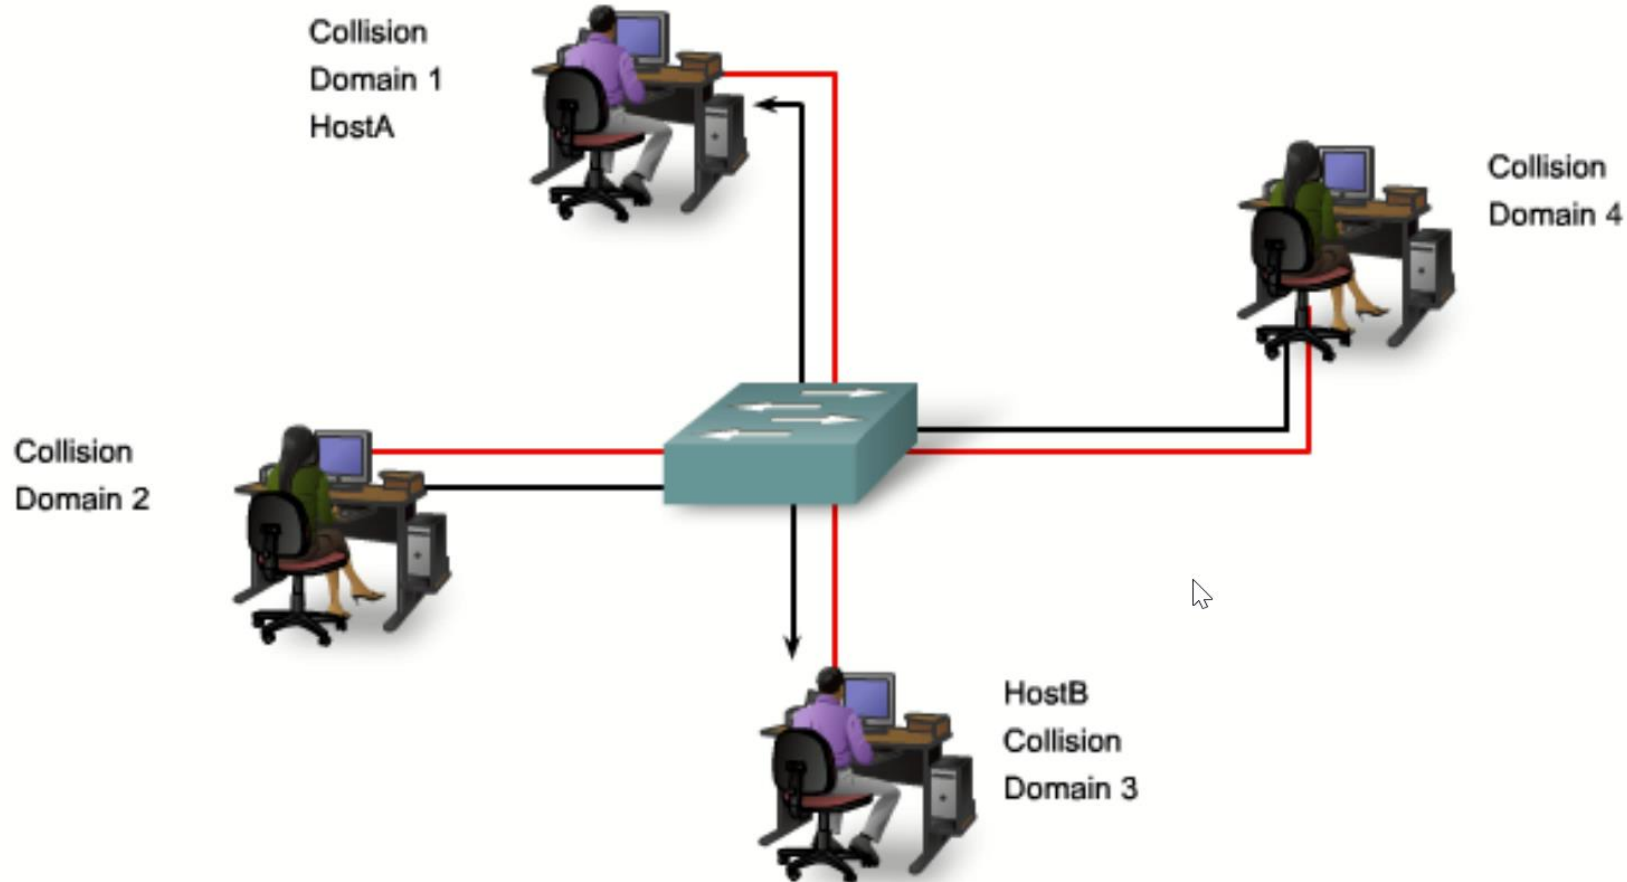 Collision
Domain 1
HostA
Collision
Domain 4
Collision
Domain 2
HostB
Collision
Domain 3